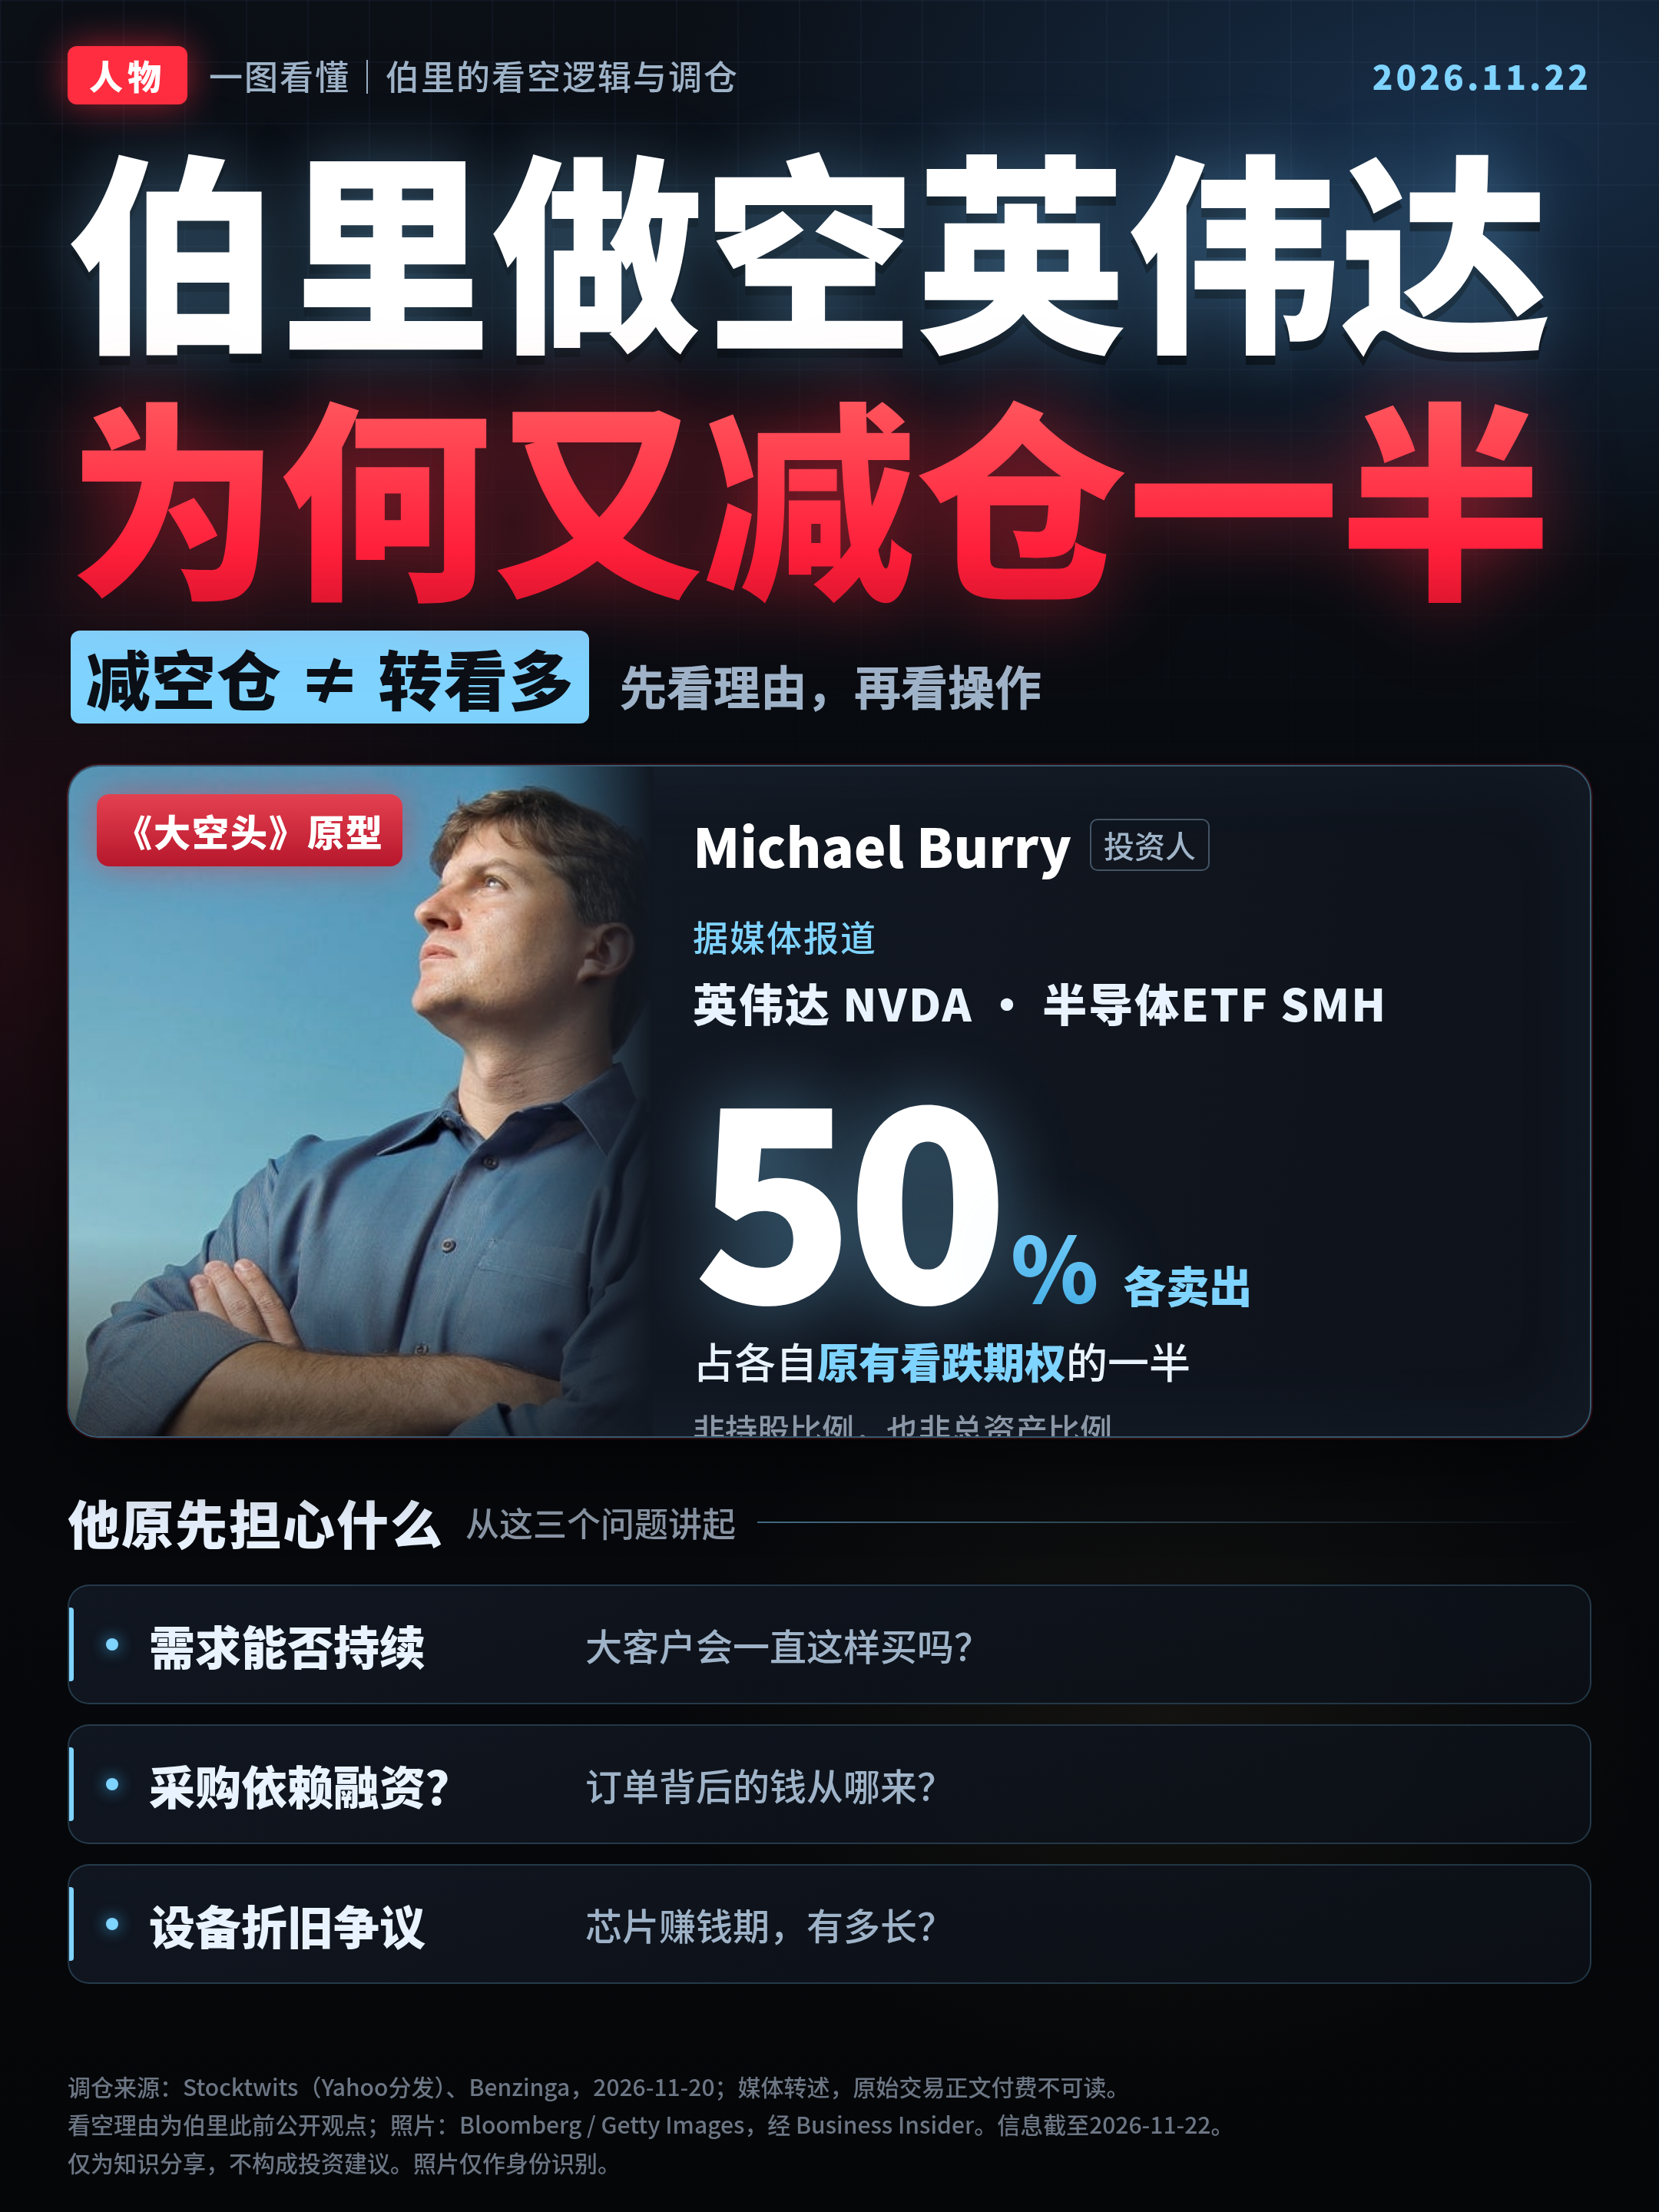 人物 一图看懂｜伯里的看空逻辑与调仓 2026.11.22
伯里做空英伟达
为何又减仓一半
减空仓 ≠ 转看多 先看理由，再看操作
《大空头》原型
Michael Burry 投资人
据媒体报道
英伟达 NVDA · 半导体ETF SMH
50% 各卖出
占各自原有看跌期权的一半
非持股比例，也非总资产比例
他原先担心什么 从这三个问题讲起
• 需求能否持续 大客户会一直这样买吗？
• 采购依赖融资？ 订单背后的钱从哪来？
• 设备折旧争议 芯片赚钱期，有多长？
调仓来源：Stocktwits（Yahoo分发）、Benzinga，2026-11-20；媒体转述，原始交易正文付费不可读。
看空理由为伯里此前公开观点；照片：Bloomberg / Getty Images，经 Business Insider。信息截至2026-11-22。
仅为知识分享，不构成投资建议。照片仅作身份识别。